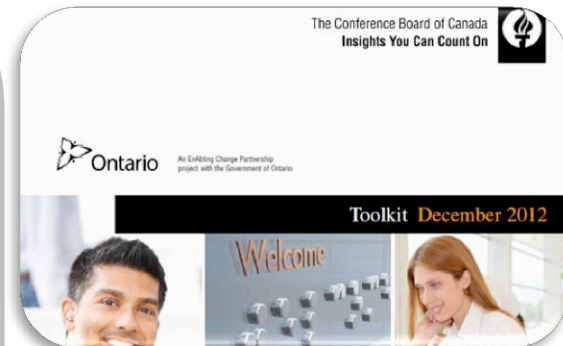 The Conference Board of Canada
Insights You Can Count On
Ontario
An EnAbling Change Partnership
project with the Government of Ontario
Toolkit December 2012
Welcome